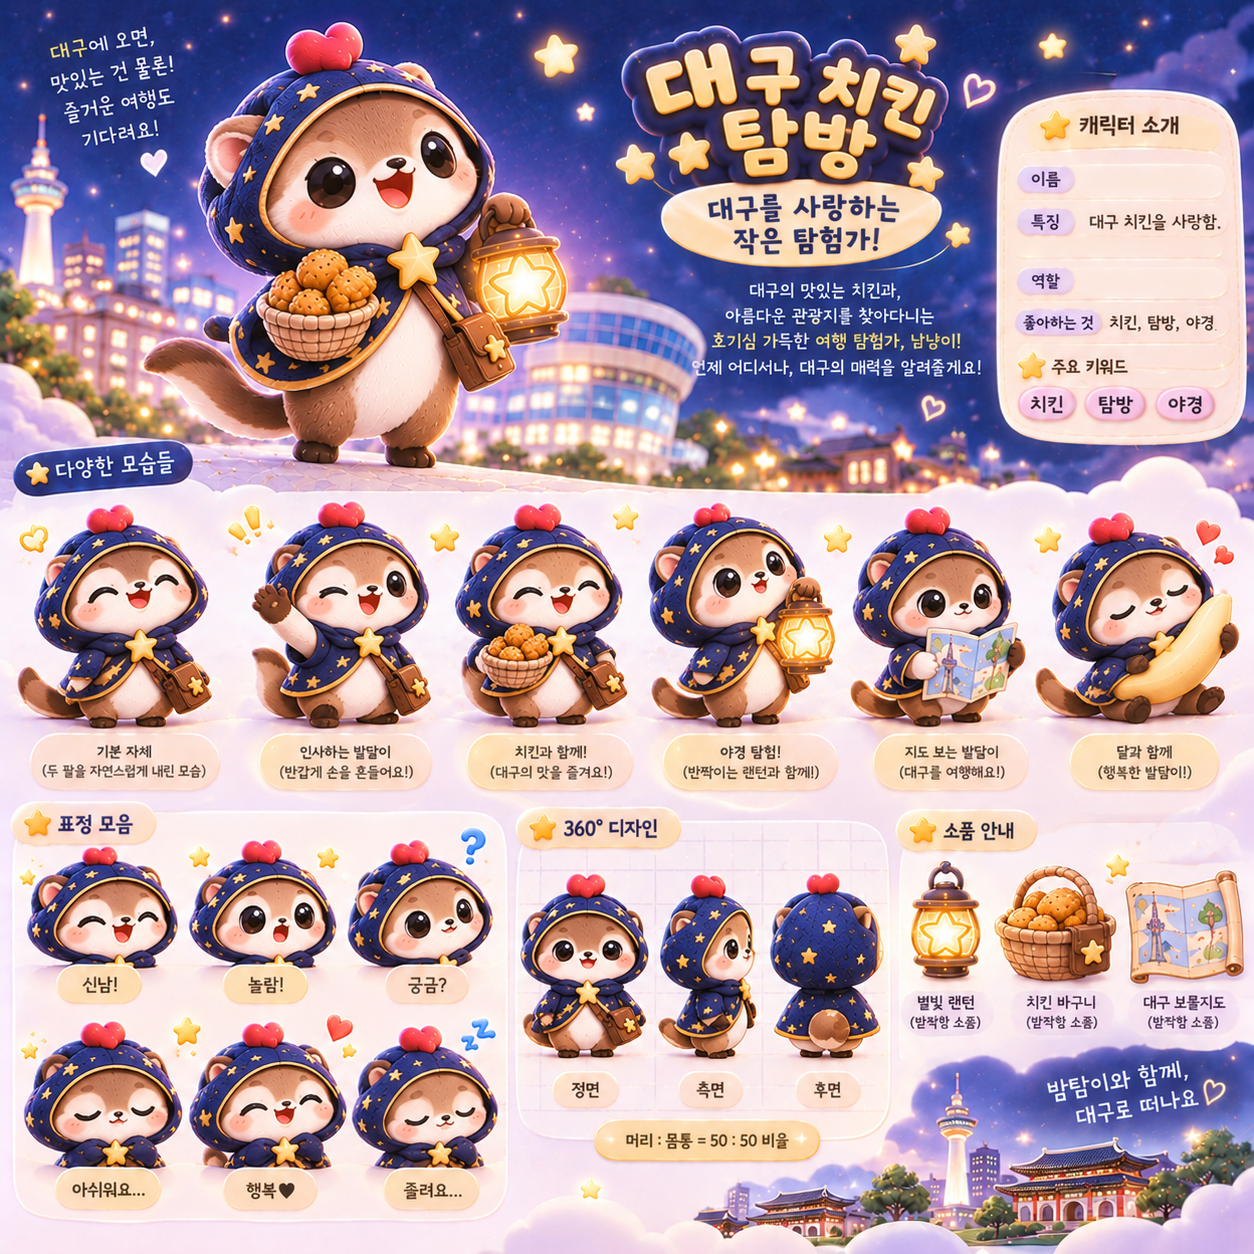 대구에 오면,
맛있는 건 물론!
즐거운 여행도
기다려요!
대구 치킨
탐방
대구를 사랑하는
작은 탐험가!
대구의 맛있는 치킨과,
아름다운 관광지를 찾아다니는
호기심 가득한 여행 탐험가, 남냥이!
언제 어디서나, 대구의 매력을 알려줄게요!
캐릭터 소개
이름
특징 대구 치킨을 사랑함.
역할
좋아하는 것 치킨, 탐방, 야경
주요 키워드
치킨 탐방 야경
다양한 모습들
기본 자체
(두 팔을 자연스럽게 내린 모습)
인사하는 발달이
(반갑게 손을 흔들어요!)
치킨과 함께!
(대구의 맛을 즐겨요!)
야경 탐험!
(반짝이는 랜턴과 함께!)
지도 보는 발달이
(대구를 여행해요!)
달과 함께
(행복한 발탐이!)
표정 모음
?
신남!
놀람!
궁금?
zzz
아쉬워요...
행복♥
졸려요...
360° 디자인
정면
측면
후면
머리 : 몸통 = 50 : 50 비율
소품 안내
별빛 랜턴
(받작항 소품)
치킨 바구니
(받작항 소품)
대구 보물지도
(받작항 소품)
밤탐이와 함께,
대구로 떠나요